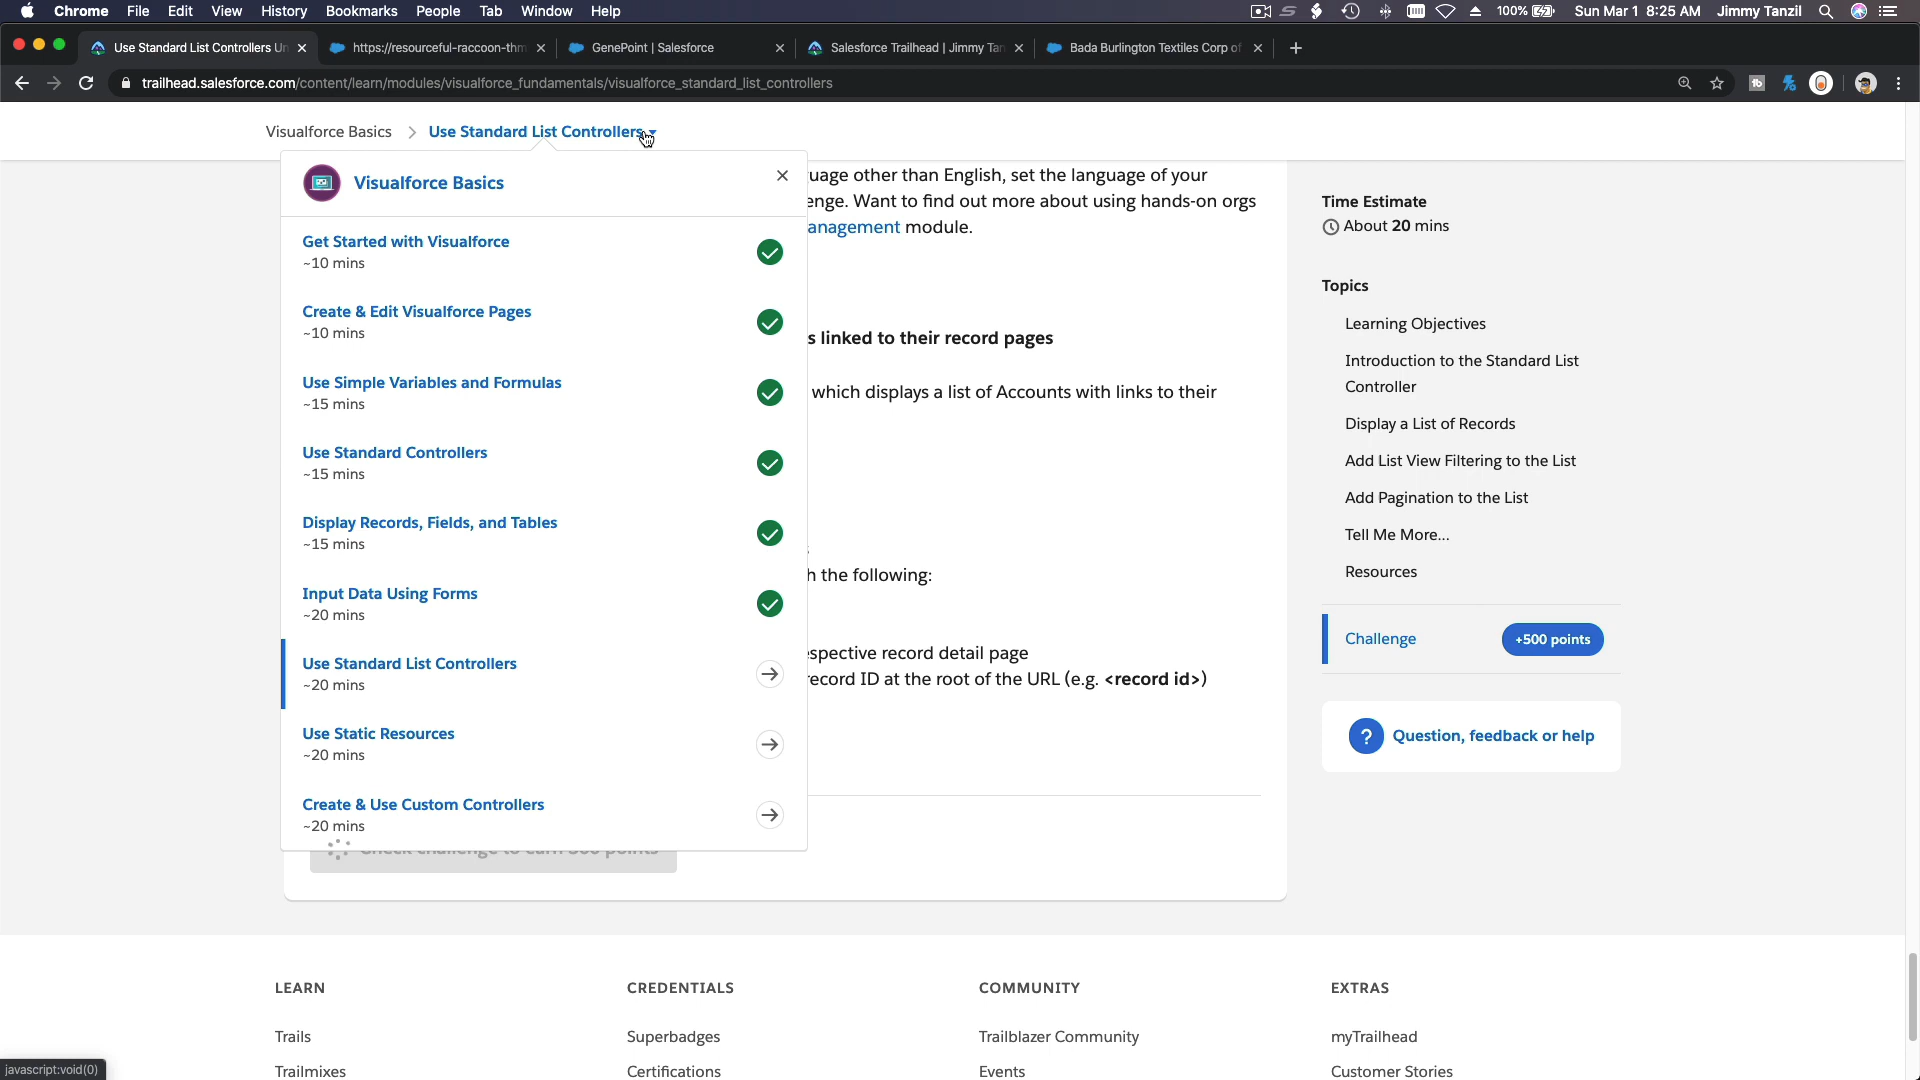 Chrome File Edit View History Bookmarks People Tab Window Help 100% Sun Mar 1 8:25 AM Jimmy Tanzil
Use Standard List Controllers Un https://resourceful-raccoon-thm GenePoint | Salesforce Salesforce Trailhead | Jimmy Tan Bada Burlington Textiles Corp of
trailhead.salesforce.com/content/learn/modules/visualforce_fundamentals/visualforce_standard_list_controllers
Visualforce Basics > Use Standard List Controllers
Visualforce Basics
Get Started with Visualforce
~10 mins
Create & Edit Visualforce Pages
~10 mins
Use Simple Variables and Formulas
~15 mins
Use Standard Controllers
~15 mins
Display Records, Fields, and Tables
~15 mins
Input Data Using Forms
~20 mins
Use Standard List Controllers
~20 mins
Use Static Resources
~20 mins
Create & Use Custom Controllers
~20 mins
Check challenge to earn 500 points
uage other than English, set the language of your
enge. Want to find out more about using hands-on orgs
anagement module.
s linked to their record pages
which displays a list of Accounts with links to their
h the following:
espective record detail page
record ID at the root of the URL (e.g. <record id>)
Time Estimate
About 20 mins
Topics
Learning Objectives
Introduction to the Standard List
Controller
Display a List of Records
Add List View Filtering to the List
Add Pagination to the List
Tell Me More...
Resources
Challenge +500 points
? Question, feedback or help
LEARN
Trails
Trailmixes
CREDENTIALS
Superbadges
Certifications
COMMUNITY
Trailblazer Community
Events
EXTRAS
myTrailhead
Customer Stories
javascript:void(0)